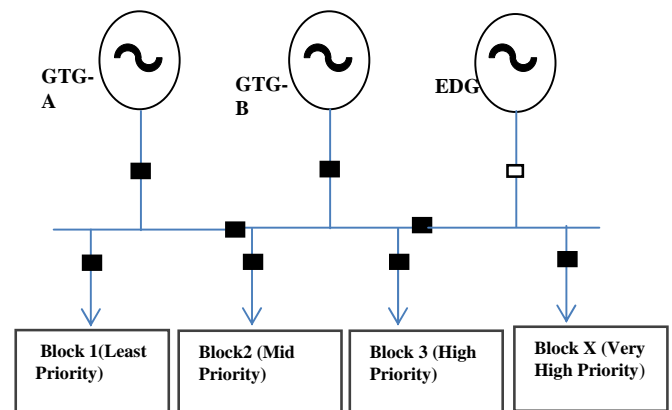 GTG-
A
GTG-
B
EDG
Block 1(Least
Priority)
Block2 (Mid
Priority)
Block 3 (High
Priority)
Block X (Very
High Priority)